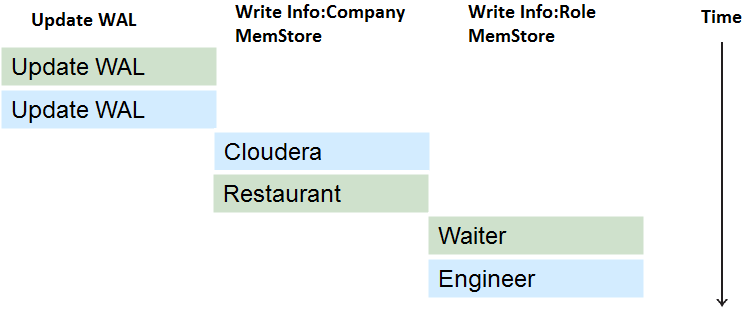 Update WAL
Write Info:Company
MemStore
Write Info:Role
MemStore
Time
Update WAL
Update WAL
Cloudera
Restaurant
Waiter
Engineer